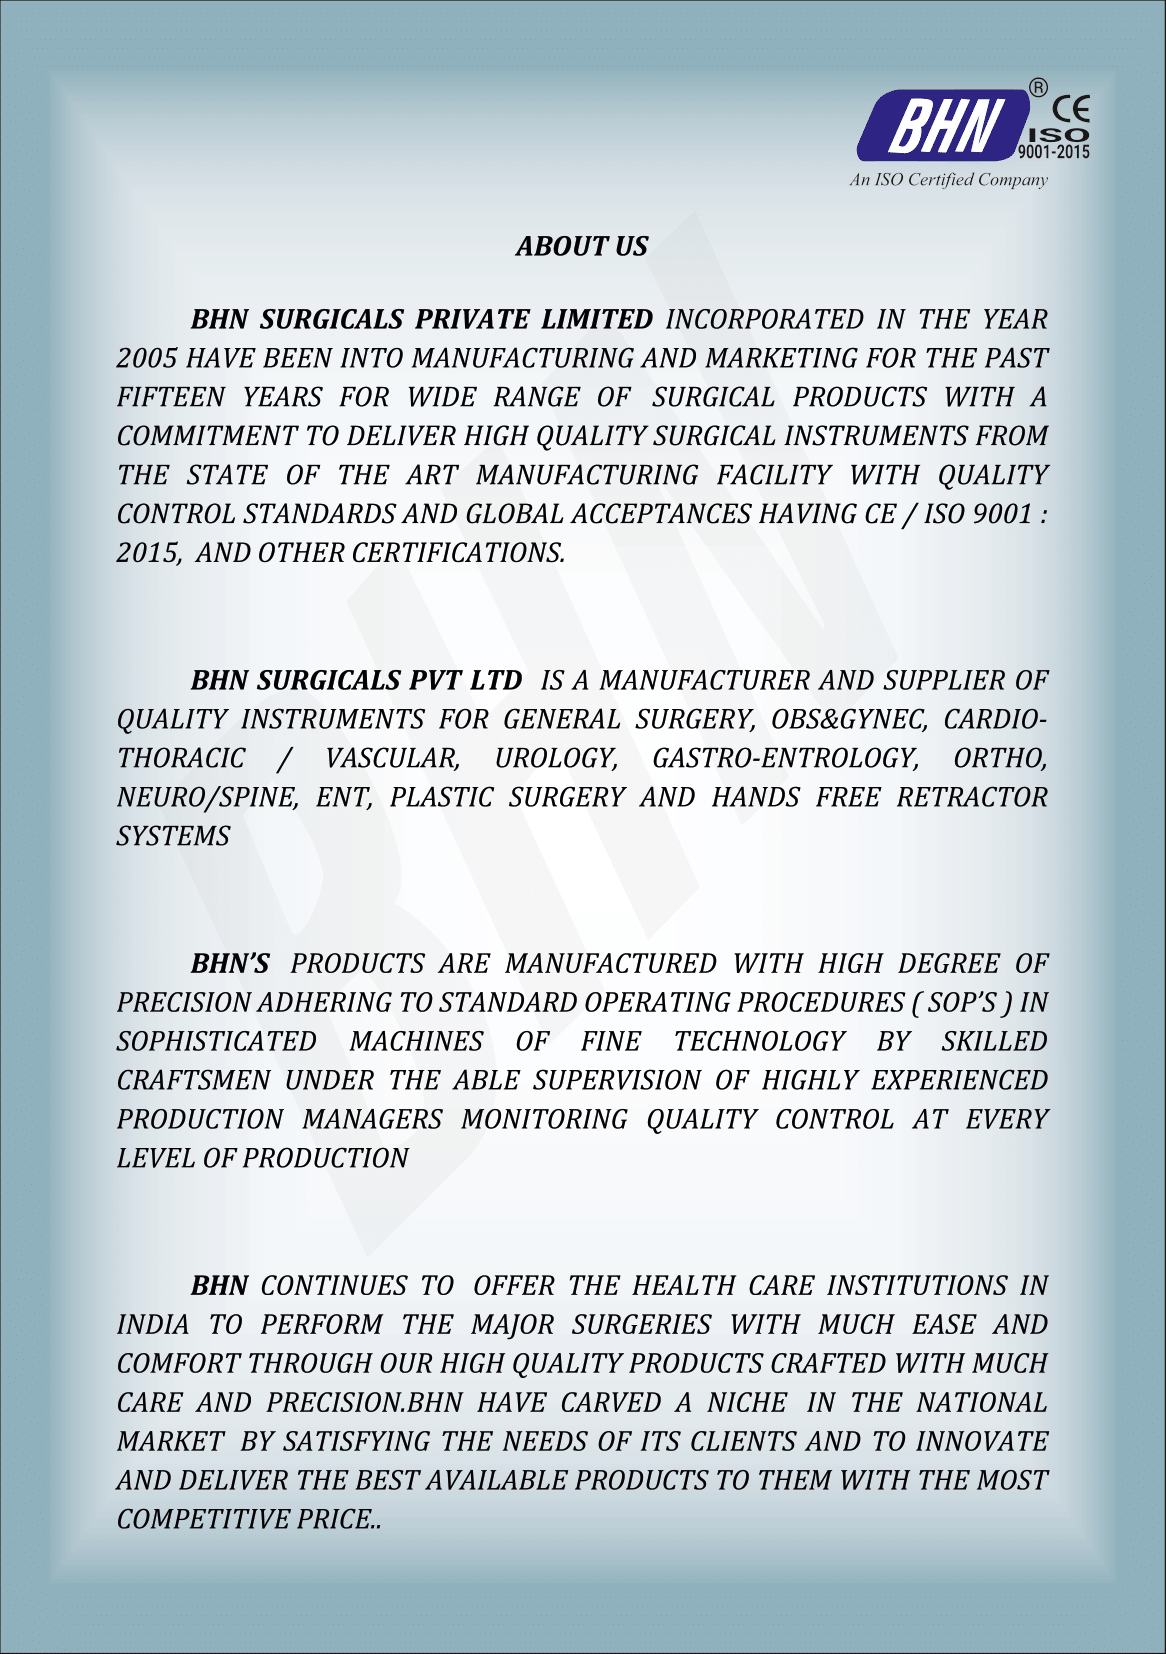 BHN ® CE
ISO
9001-2015
An ISO Certified Company
ABOUT US
BHN SURGICALS PRIVATE LIMITED INCORPORATED IN THE YEAR
2005 HAVE BEEN INTO MANUFACTURING AND MARKETING FOR THE PAST
FIFTEEN YEARS FOR WIDE RANGE OF SURGICAL PRODUCTS WITH A
COMMITMENT TO DELIVER HIGH QUALITY SURGICAL INSTRUMENTS FROM
THE STATE OF THE ART MANUFACTURING FACILITY WITH QUALITY
CONTROL STANDARDS AND GLOBAL ACCEPTANCES HAVING CE / ISO 9001 :
2015, AND OTHER CERTIFICATIONS.
BHN SURGICALS PVT LTD IS A MANUFACTURER AND SUPPLIER OF
QUALITY INSTRUMENTS FOR GENERAL SURGERY, OBS&GYNEC, CARDIO-
THORACIC / VASCULAR, UROLOGY, GASTRO-ENTROLOGY, ORTHO,
NEURO/SPINE, ENT, PLASTIC SURGERY AND HANDS FREE RETRACTOR
SYSTEMS
BHN’S PRODUCTS ARE MANUFACTURED WITH HIGH DEGREE OF
PRECISION ADHERING TO STANDARD OPERATING PROCEDURES ( SOP’S ) IN
SOPHISTICATED MACHINES OF FINE TECHNOLOGY BY SKILLED
CRAFTSMEN UNDER THE ABLE SUPERVISION OF HIGHLY EXPERIENCED
PRODUCTION MANAGERS MONITORING QUALITY CONTROL AT EVERY
LEVEL OF PRODUCTION
BHN CONTINUES TO OFFER THE HEALTH CARE INSTITUTIONS IN
INDIA TO PERFORM THE MAJOR SURGERIES WITH MUCH EASE AND
COMFORT THROUGH OUR HIGH QUALITY PRODUCTS CRAFTED WITH MUCH
CARE AND PRECISION.BHN HAVE CARVED A NICHE IN THE NATIONAL
MARKET BY SATISFYING THE NEEDS OF ITS CLIENTS AND TO INNOVATE
AND DELIVER THE BEST AVAILABLE PRODUCTS TO THEM WITH THE MOST
COMPETITIVE PRICE..
BHN